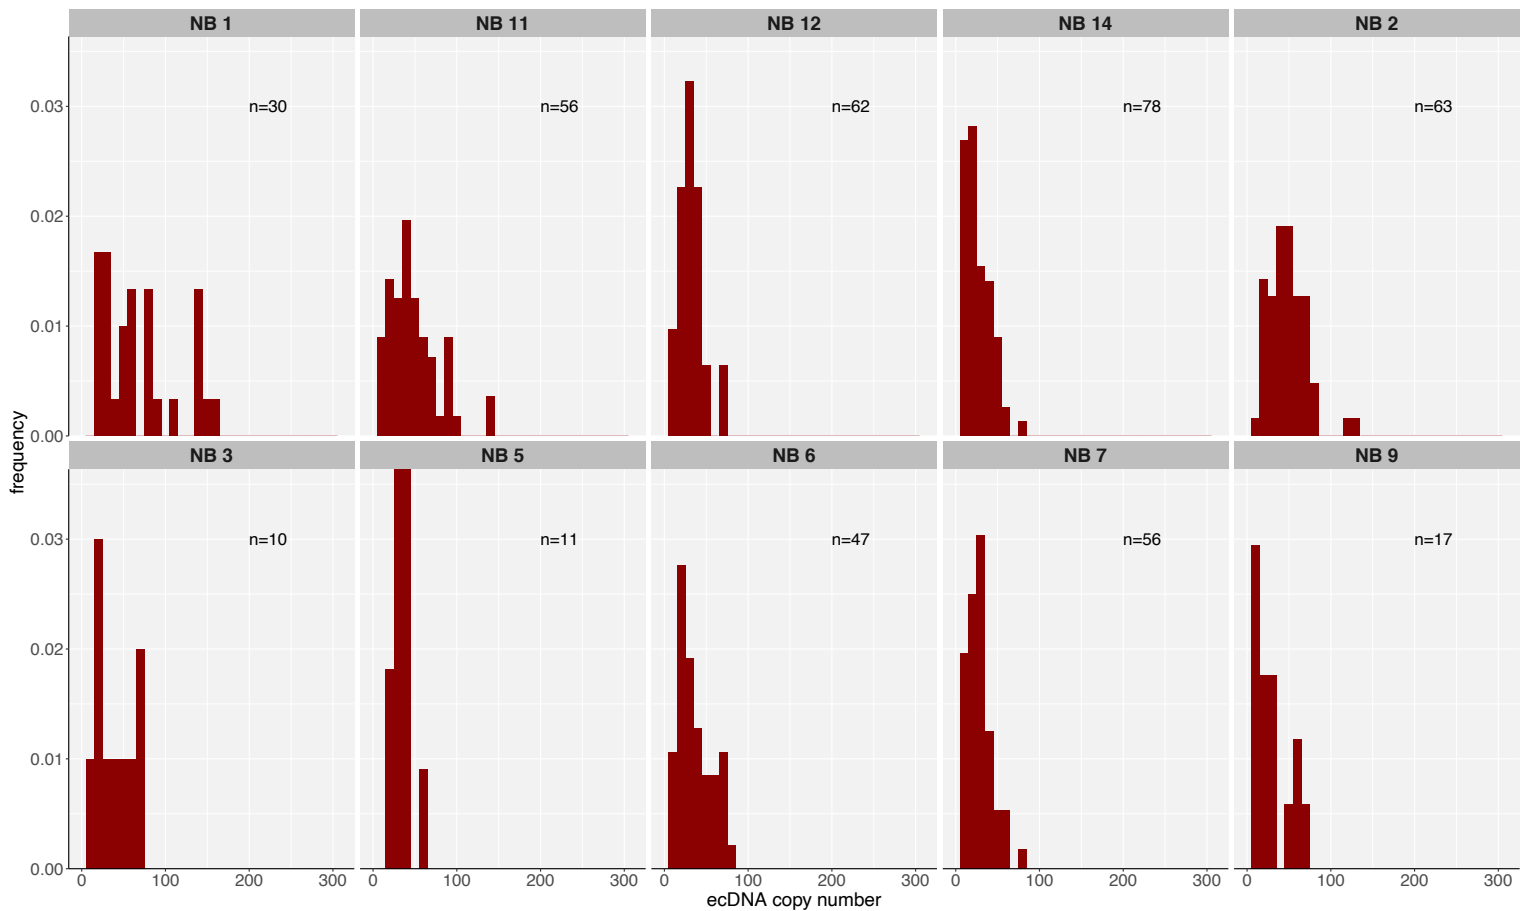 NB 1 NB 11 NB 12 NB 14 NB 2
0.03 n=30 n=56 n=62 n=78 n=63
0.02
0.01
0.00
frequency
NB 3 NB 5 NB 6 NB 7 NB 9
0.03 n=10 n=11 n=47 n=56 n=17
0.02
0.01
0.00
0 100 200 300 0 100 200 300 0 100 200 300 0 100 200 300 0 100 200 300
ecDNA copy number